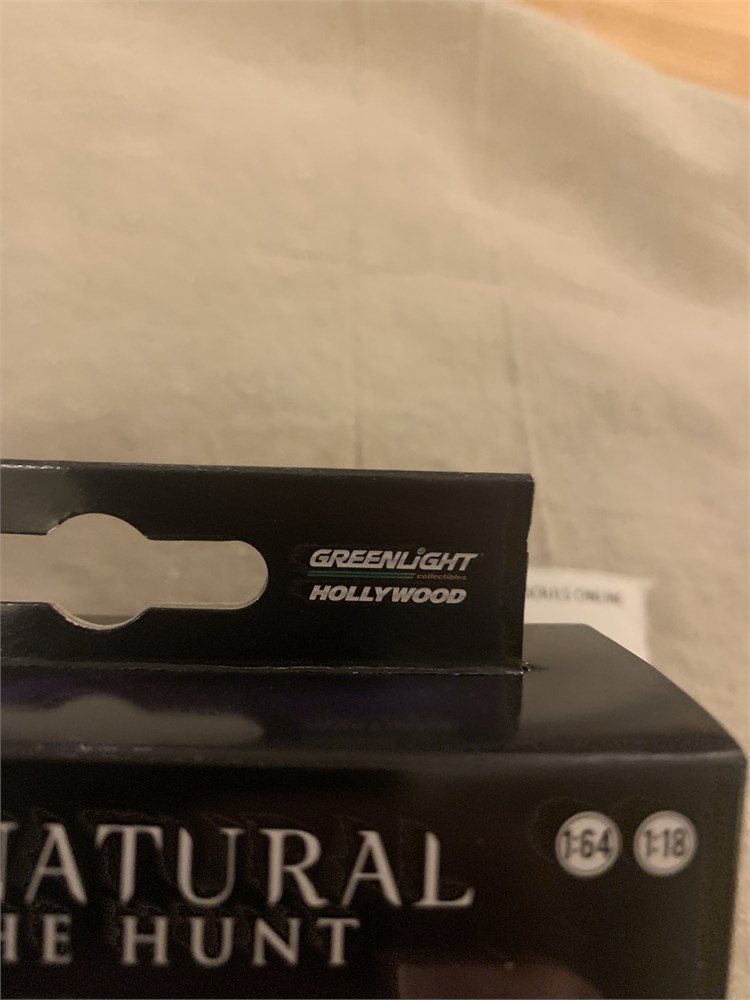 GREENLiGHT
collectibles
HOLLYWOOD
NATURAL
HE HUNT
1:64 1:18